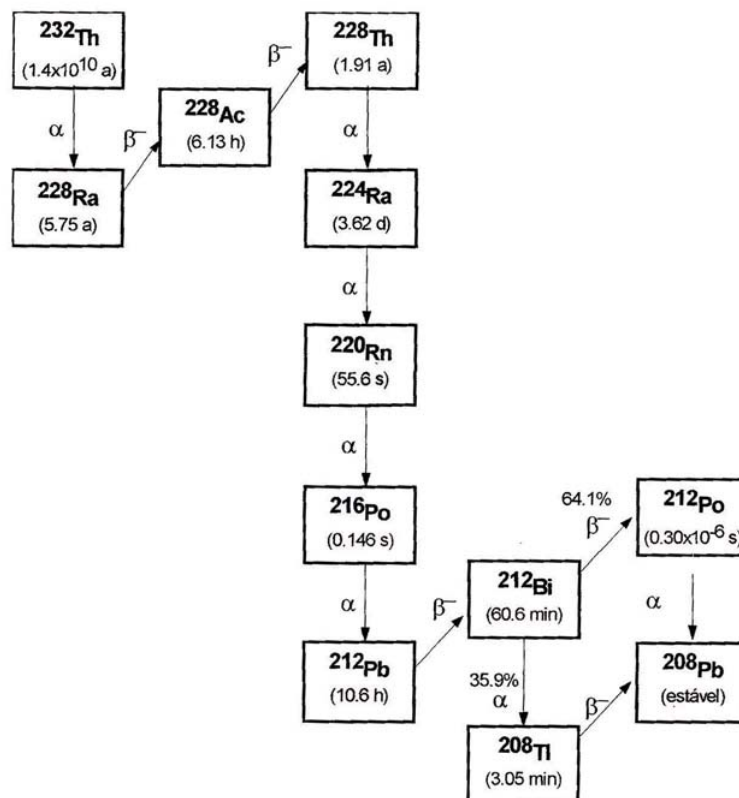 ²³²Th
(1.4x10¹⁰ a)
α
²²⁸Ra
(5.75 a)
β⁻
²²⁸Ac
(6.13 h)
β⁻
²²⁸Th
(1.91 a)
α
²²⁴Ra
(3.62 d)
α
²²⁰Rn
(55.6 s)
α
²¹⁶Po
(0.146 s)
α
²¹²Pb
(10.6 h)
β⁻
²¹²Bi
(60.6 min)
64.1%
β⁻
²¹²Po
(0.30x10⁻⁶ s)
α
35.9%
α
²⁰⁸Tl
(3.05 min)
β⁻
²⁰⁸Pb
(estável)